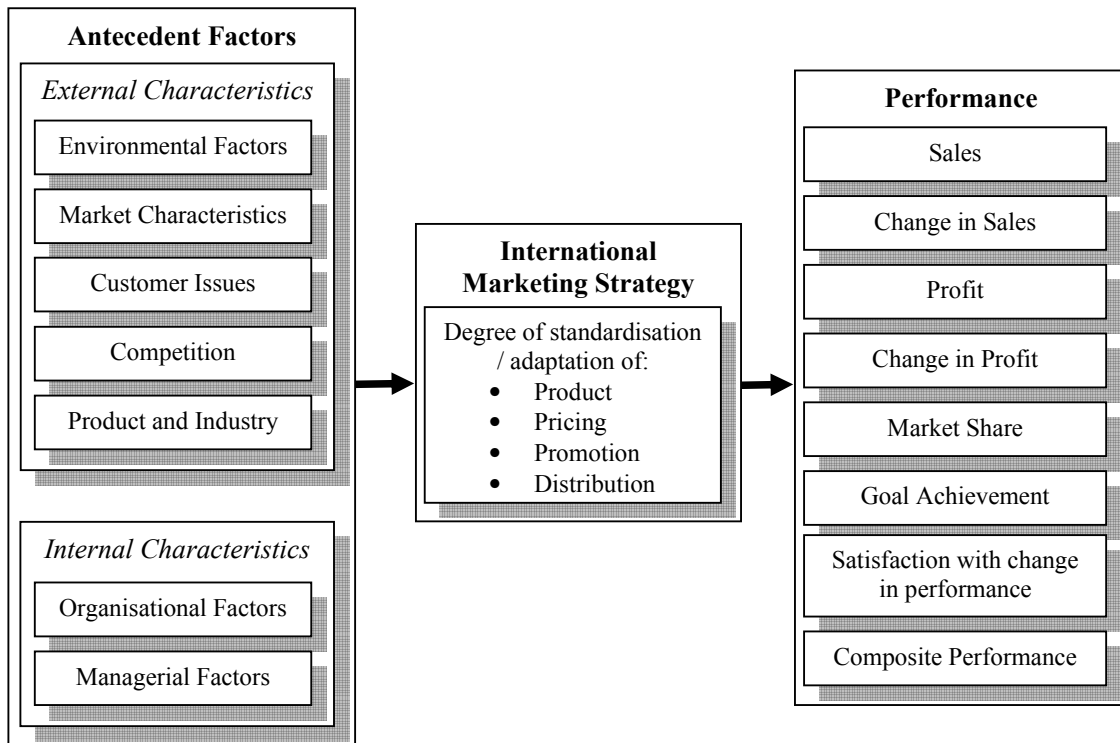 Antecedent Factors
External Characteristics
Environmental Factors
Market Characteristics
Customer Issues
Competition
Product and Industry
Internal Characteristics
Organisational Factors
Managerial Factors
International
Marketing Strategy
Degree of standardisation
/ adaptation of:
• Product
• Pricing
• Promotion
• Distribution
Performance
Sales
Change in Sales
Profit
Change in Profit
Market Share
Goal Achievement
Satisfaction with change
in performance
Composite Performance